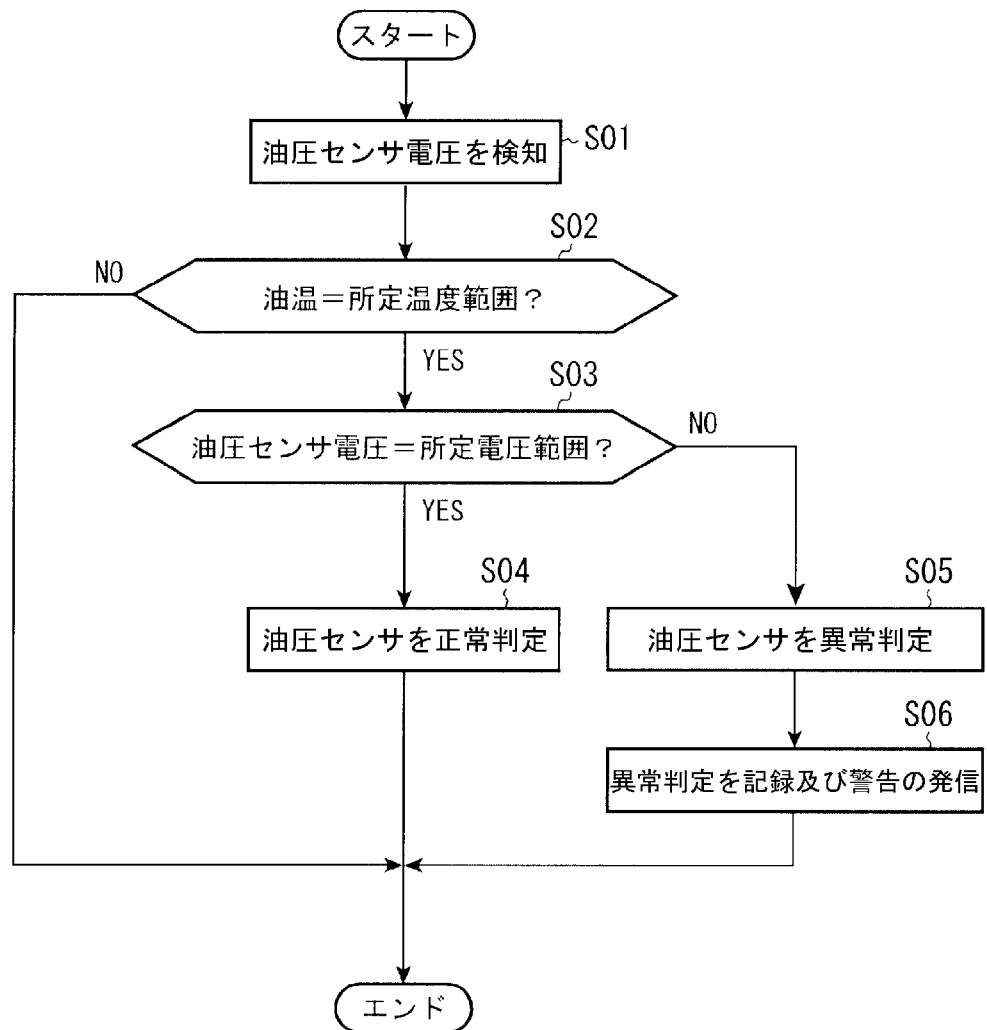 スタート
油圧センサ電圧を検知
S01
S02
NO
油温＝所定温度範囲？
YES
S03
油圧センサ電圧＝所定電圧範囲？
NO
YES
S04
油圧センサを正常判定
S05
油圧センサを異常判定
S06
異常判定を記録及び警告の発信
エンド